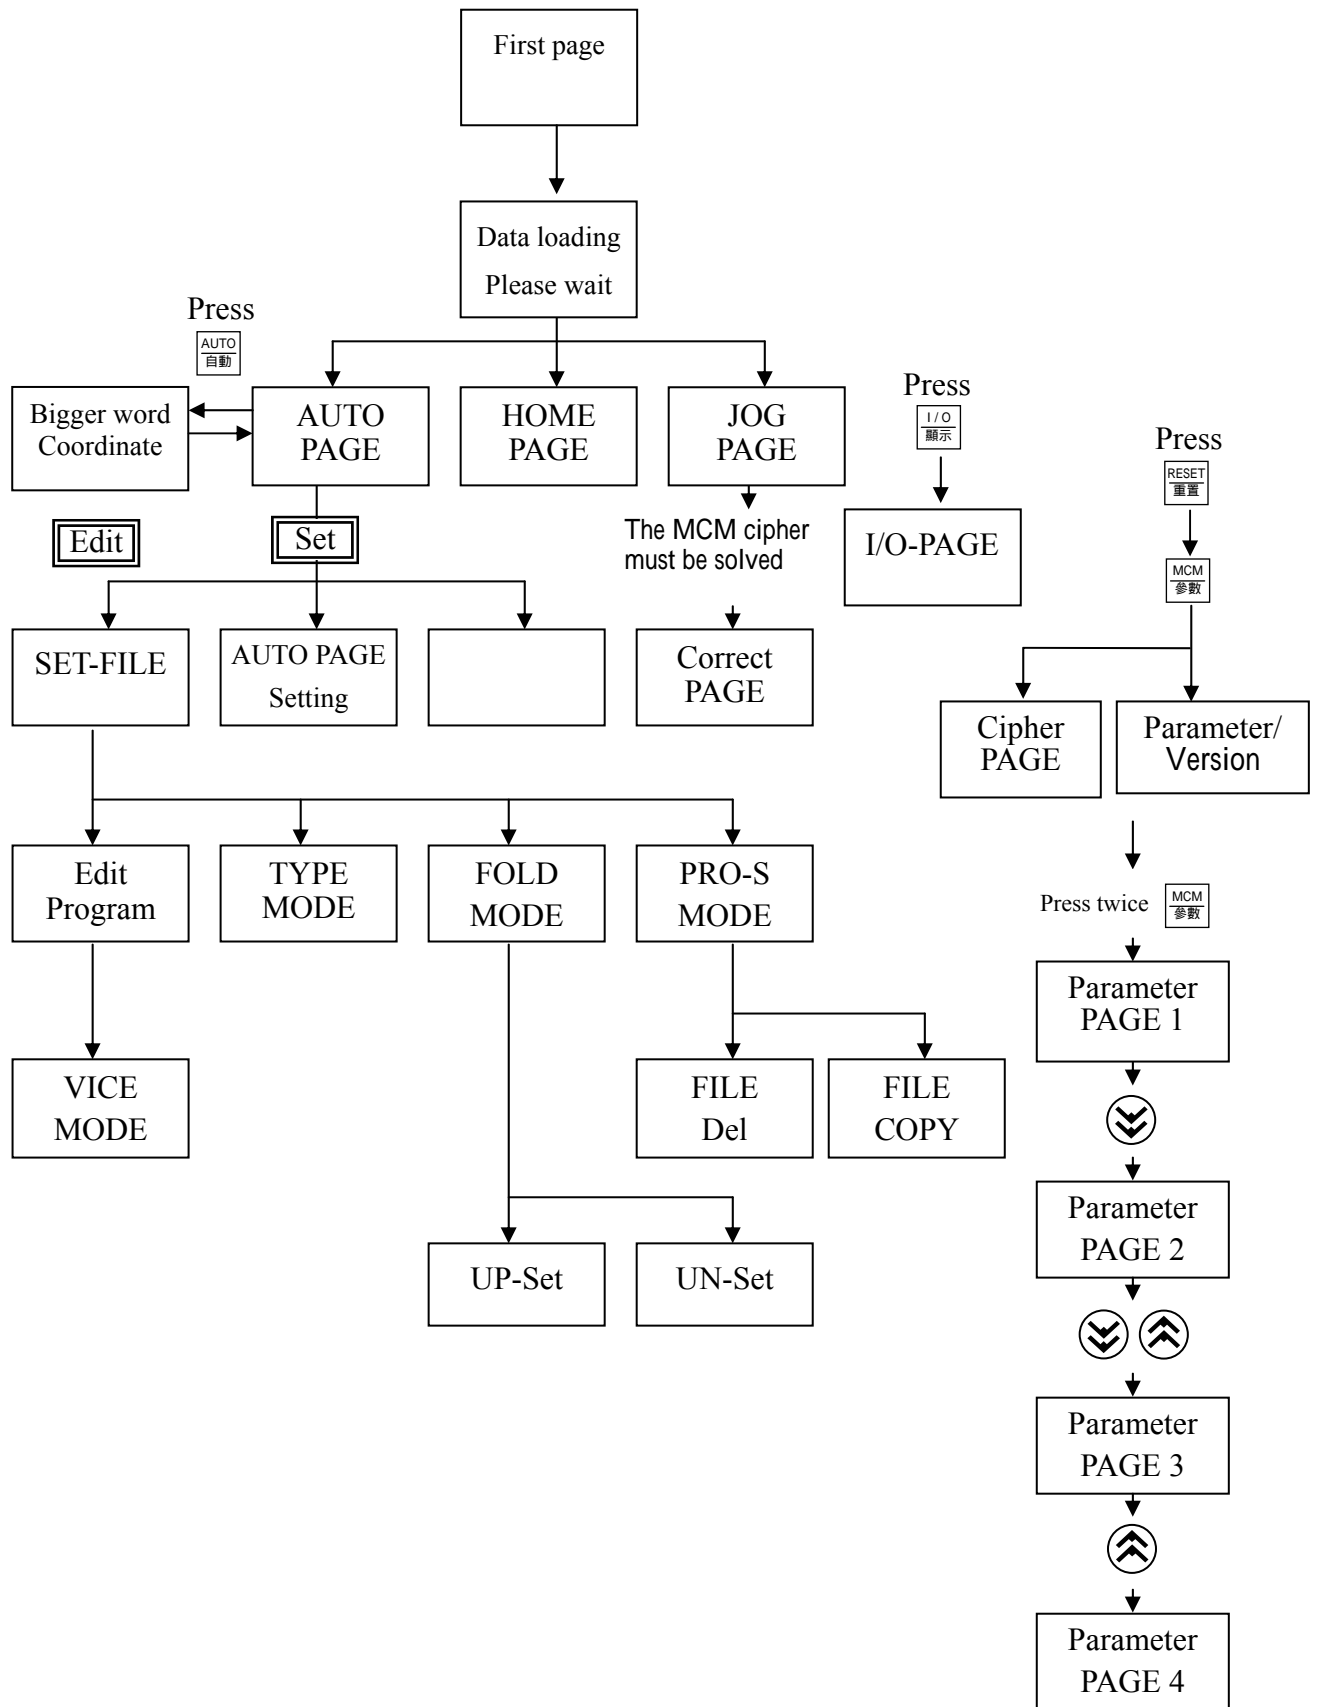 First page
Data loading
Please wait
Press
AUTO
自動
Bigger word
Coordinate
AUTO
PAGE
HOME
PAGE
JOG
PAGE
Press
I/O
顯示
Press
RESET
重置
Edit
Set
The MCM cipher
must be solved
I/O-PAGE
MCM
參數
SET-FILE
AUTO PAGE
Setting
Correct
PAGE
Cipher
PAGE
Parameter/
Version
Edit
Program
TYPE
MODE
FOLD
MODE
PRO-S
MODE
Press twice
MCM
參數
Parameter
PAGE 1
VICE
MODE
FILE
Del
FILE
COPY
Parameter
PAGE 2
UP-Set
UN-Set
Parameter
PAGE 3
Parameter
PAGE 4